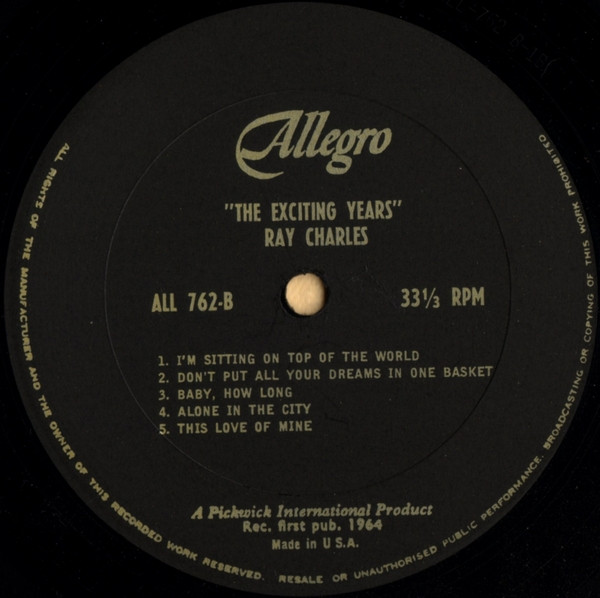 Allegro
"THE EXCITING YEARS"
RAY CHARLES
ALL 762-B
33⅓ RPM
1. I'M SITTING ON TOP OF THE WORLD
2. DON'T PUT ALL YOUR DREAMS IN ONE BASKET
3. BABY, HOW LONG
4. ALONE IN THE CITY
5. THIS LOVE OF MINE
A Pickwick International Product
Rec. first pub. 1964
Made in U S.A.
ALL RIGHTS OF THE MANUFACTURER AND THE OWNER OF THIS RECORDED WORK RESERVED. RESALE OR UNAUTHORISED PUBLIC PERFORMANCE, BROADCASTING OR COPYING OF THIS WORK PROHIBITED